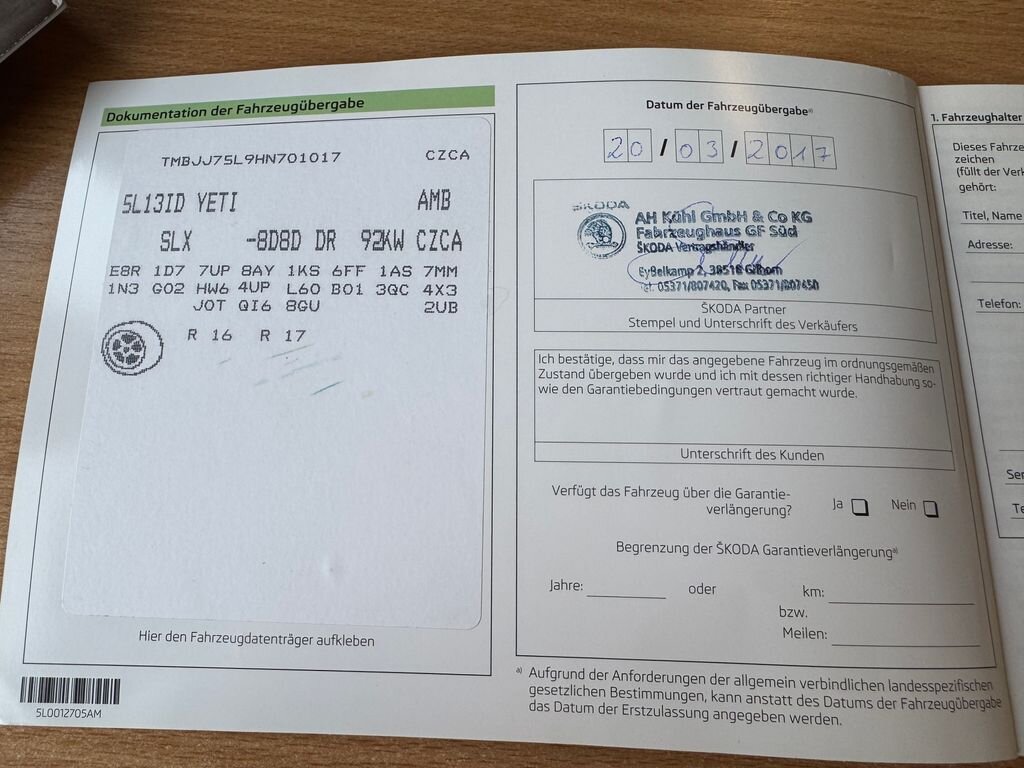 Dokumentation der Fahrzeugübergabe
TMBJJ75L9HN701017 CZCA
5L13ID YETI AMB
SLX -8D8D DR 92KW CZCA
E8R 1D7 7UP 8AY 1KS 6FF 1AS 7MM
1N3 G02 HW6 4UP L60 B01 3QC 4X3
J0T QI6 8GU 2UB
R 16 R 17
Hier den Fahrzeugdatenträger aufkleben
5L0012705AM
Datum der Fahrzeugübergabe a)
20 / 03 / 2017
ŠKODA
AH Kühl GmbH & Co KG
Fahrzeughaus GF Süd
ŠKODA Vertragshändler
Eyßelkamp 2, 38518 Gifhorn
Tel. 05371/807420, Fax 05371/807450
ŠKODA Partner
Stempel und Unterschrift des Verkäufers
Ich bestätige, dass mir das angegebene Fahrzeug im ordnungsgemäßen
Zustand übergeben wurde und ich mit dessen richtiger Handhabung so-
wie den Garantiebedingungen vertraut gemacht wurde.
Unterschrift des Kunden
Verfügt das Fahrzeug über die Garantie-
verlängerung?
Ja Nein
Begrenzung der ŠKODA Garantieverlängerung a)
Jahre: oder km:
bzw.
Meilen:
a) Aufgrund der Anforderungen der allgemein verbindlichen landesspezifischen
gesetzlichen Bestimmungen, kann anstatt des Datums der Fahrzeugübergabe
das Datum der Erstzulassung angegeben werden.
1. Fahrzeughalter
Dieses Fahrze
zeichen
(füllt der Verk
gehört:
Titel, Name
Adresse:
Telefon:
Ser
Te